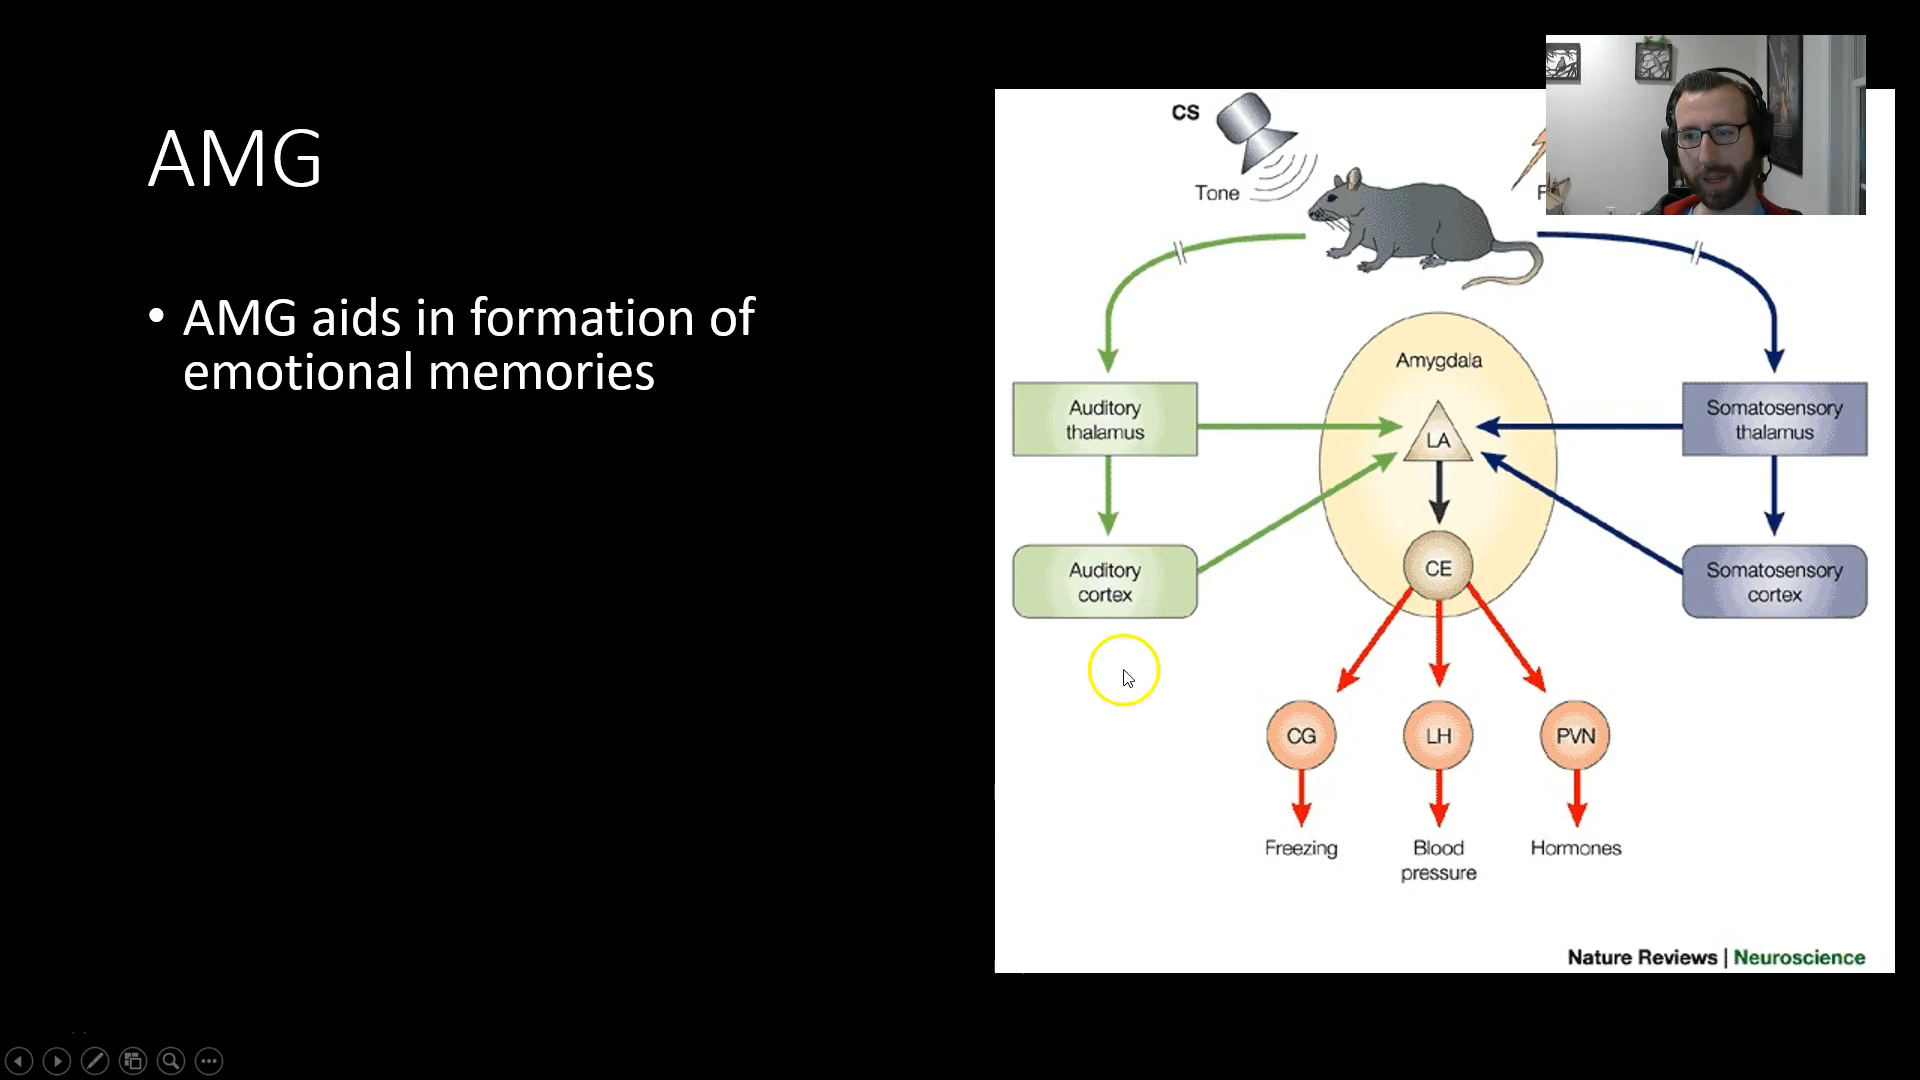 AMG
• AMG aids in formation of
emotional memories
CS
Tone
Amygdala
Auditory
thalamus
LA
Somatosensory
thalamus
Auditory
cortex
CE
Somatosensory
cortex
CG
LH
PVN
Freezing
Blood
pressure
Hormones
Nature Reviews | Neuroscience